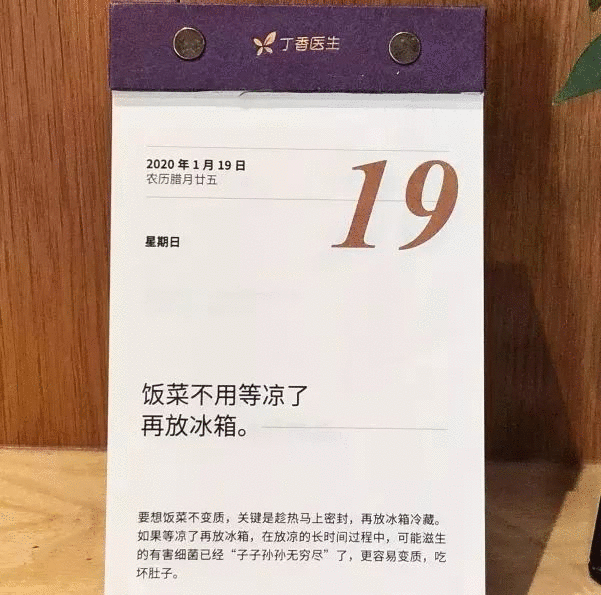 丁香医生
2020 年 1 月 19 日
农历腊月廿五
19
星期日
饭菜不用等凉了
再放冰箱。
要想饭菜不变质，关键是趁热马上密封，再放冰箱冷藏。
如果等凉了再放冰箱，在放凉的长时间过程中，可能滋生
的有害细菌已经“子子孙孙无穷尽”了，更容易变质，吃
坏肚子。